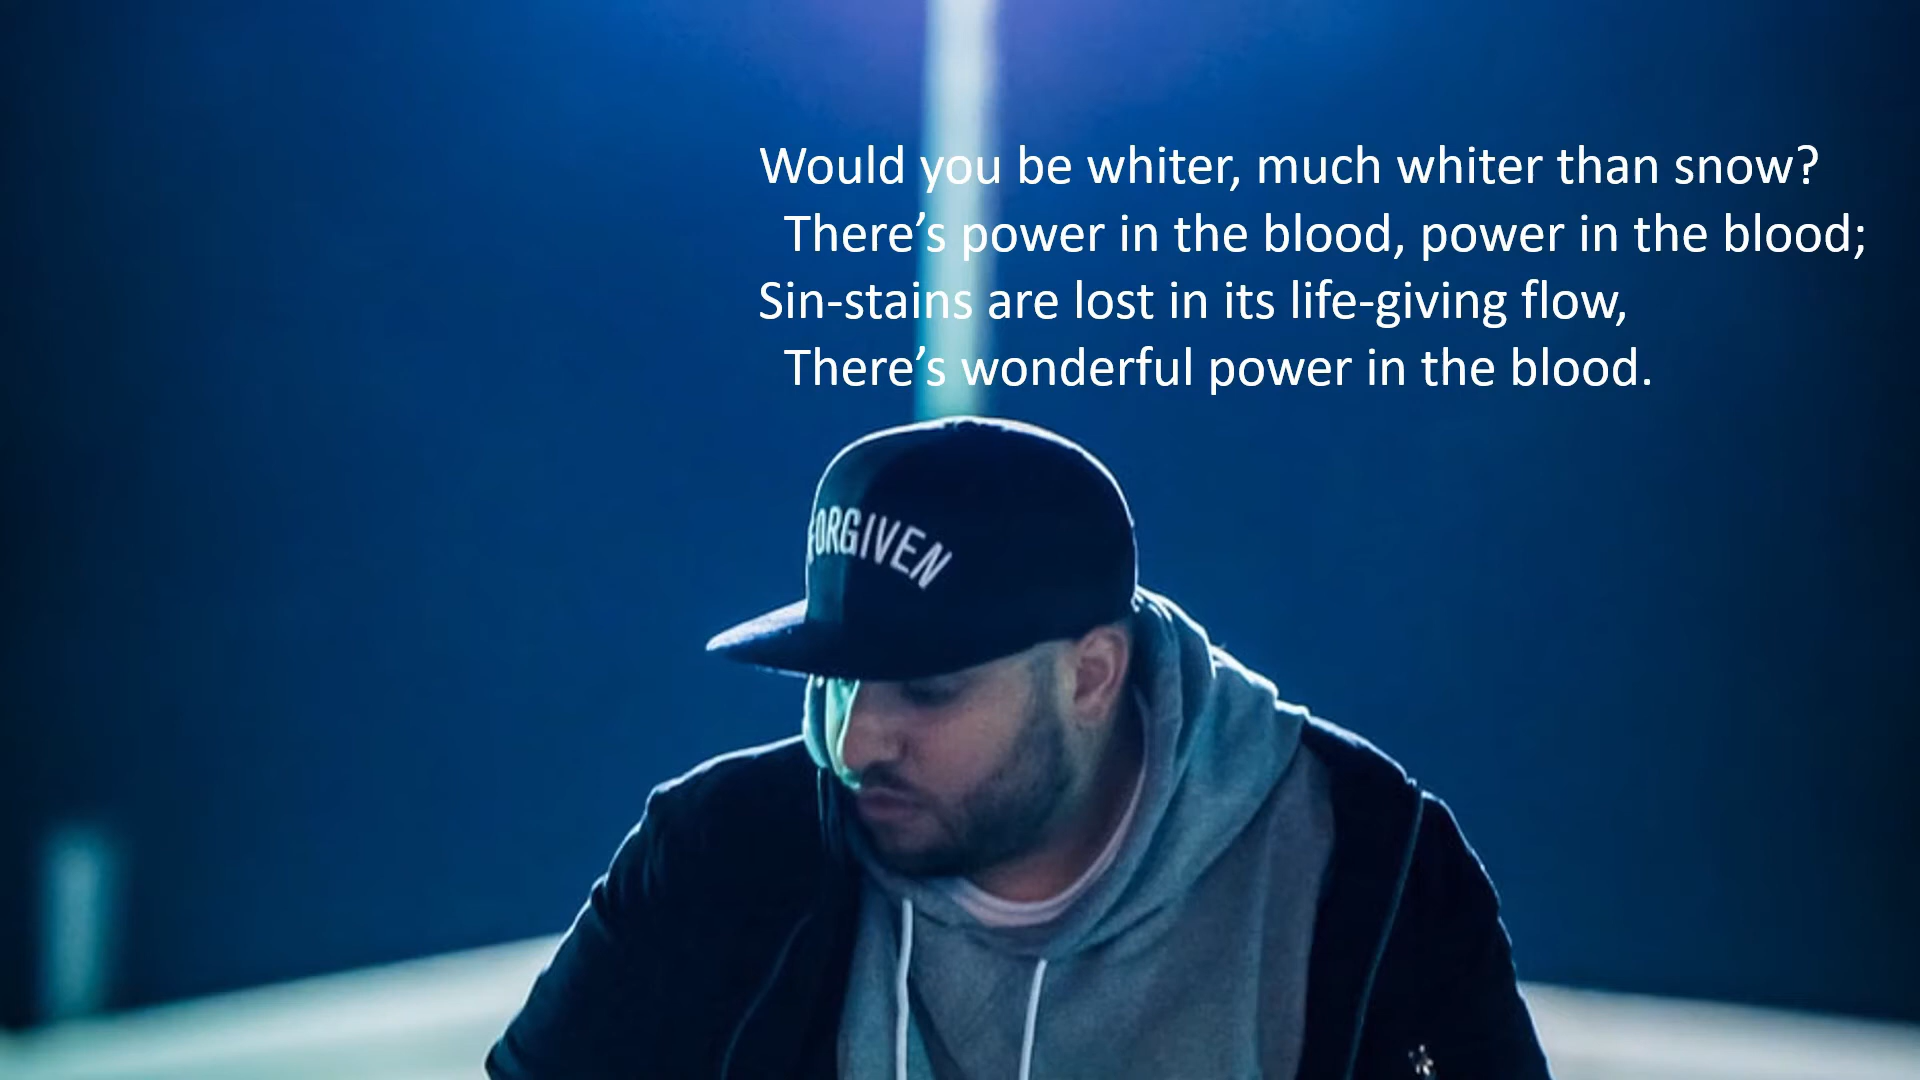 Would you be whiter, much whiter than snow?
There’s power in the blood, power in the blood;
Sin-stains are lost in its life-giving flow,
There’s wonderful power in the blood.
FORGIVEN